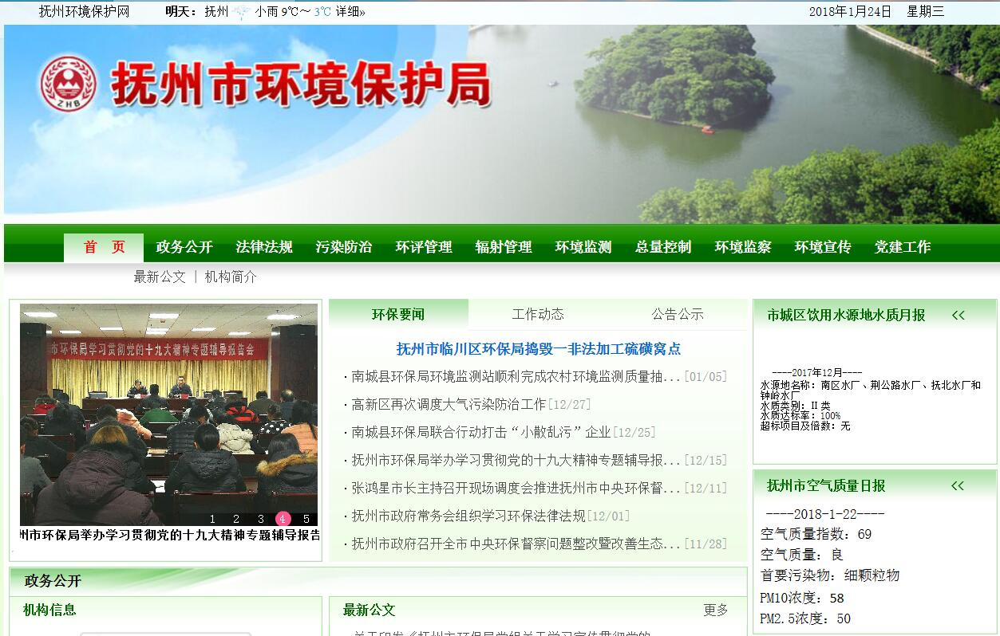 抚州环境保护网 明天： 抚州 小雨 9℃～ 3℃ 详细» 2018年1月24日 星期三
ZHB
抚州市环境保护局
首 页 政务公开 法律法规 污染防治 环评管理 辐射管理 环境监测 总量控制 环境监察 环境宣传 党建工作
最新公文 | 机构简介
市环保局学习贯彻党的十九大精神专题辅导报告会
1 2 3 4 5
州市环保局举办学习贯彻党的十九大精神专题辅导报告
环保要闻 工作动态 公告公示
抚州市临川区环保局捣毁一非法加工硫磺窝点
·南城县环保局环境监测站顺利完成农村环境监测质量抽...[01/05]
·高新区再次调度大气污染防治工作[12/27]
·南城县环保局联合行动打击“小散乱污”企业[12/25]
·抚州市环保局举办学习贯彻党的十九大精神专题辅导报...[12/15]
·张鸿星市长主持召开现场调度会推进抚州市中央环保督...[12/11]
·抚州市政府常务会组织学习环保法律法规[12/01]
·抚州市政府召开全市中央环保督察问题整改暨改善生态...[11/28]
市城区饮用水源地水质月报 <<
----2017年12月----
水源地名称：南区水厂、荆公路水厂、抚北水厂和
钟岭水厂
水质类别：II 类
水质达标率：100%
超标项目及倍数：无
抚州市空气质量日报 <<
----2018-1-22----
空气质量指数：69
空气质量：良
首要污染物：细颗粒物
PM10浓度：58
PM2.5浓度：50
政务公开
机构信息
最新公文 更多
关于印发《抚州市环保局党组关于学习宣传贯彻党的